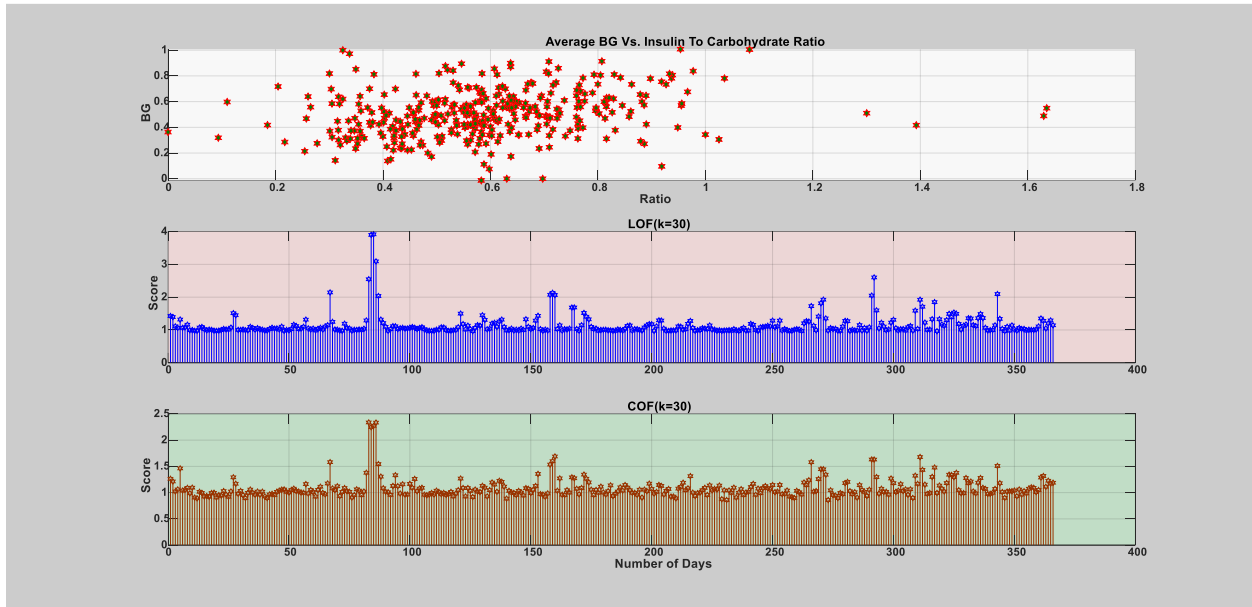 Average BG Vs. Insulin To Carbohydrate Ratio
1
0.8
0.6
0.4
0.2
0
BG
0 0.2 0.4 0.6 0.8 1 1.2 1.4 1.6 1.8
Ratio
LOF(k=30)
4
3
2
1
0
Score
0 50 100 150 200 250 300 350 400
COF(k=30)
2.5
2
1.5
1
0.5
0
Score
0 50 100 150 200 250 300 350 400
Number of Days